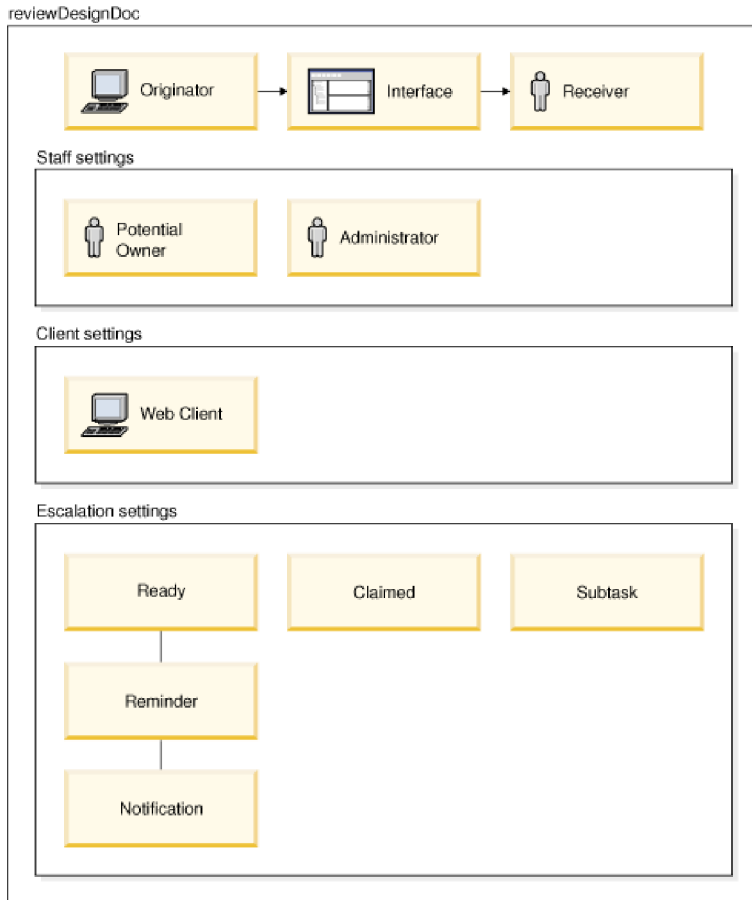 reviewDesignDoc
Originator
Interface
Receiver
Staff settings
Potential
Owner
Administrator
Client settings
Web Client
Escalation settings
Ready
Claimed
Subtask
Reminder
Notification